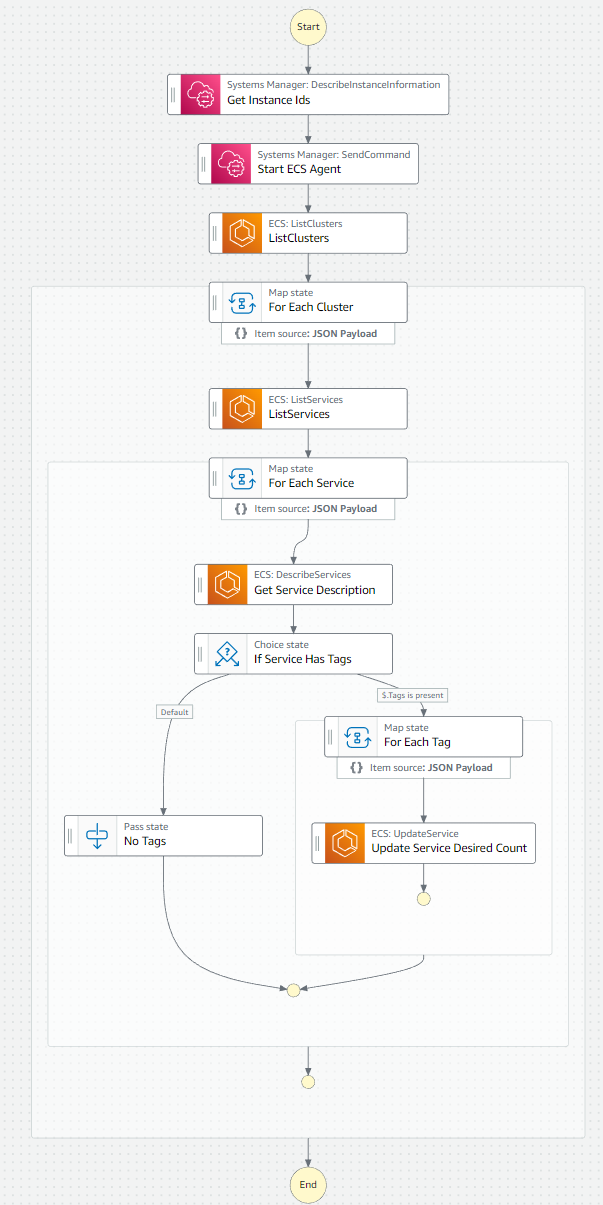 Start
Systems Manager: DescribeInstanceInformation
Get Instance Ids
Systems Manager: SendCommand
Start ECS Agent
ECS: ListClusters
ListClusters
Map state
For Each Cluster
{} Item source: JSON Payload
ECS: ListServices
ListServices
Map state
For Each Service
{} Item source: JSON Payload
ECS: DescribeServices
Get Service Description
Choice state
If Service Has Tags
?
$.Tags is present
Default
Map state
For Each Tag
{} Item source: JSON Payload
Pass state
No Tags
ECS: UpdateService
Update Service Desired Count
End